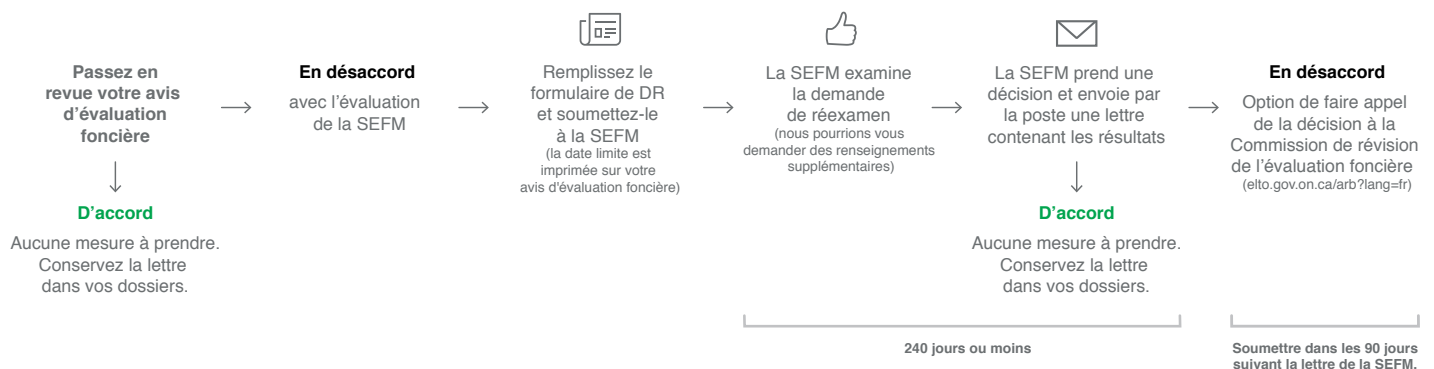 Passez en
revue votre avis
d’évaluation
foncière
D’accord
Aucune mesure à prendre.
Conservez la lettre
dans vos dossiers.
En désaccord
avec l’évaluation
de la SEFM
Remplissez le
formulaire de DR
et soumettez-le
à la SEFM
(la date limite est
imprimée sur votre
avis d'évaluation foncière)
La SEFM examine
la demande
de réexamen
(nous pourrions vous
demander des renseignements
supplémentaires)
La SEFM prend une
décision et envoie par
la poste une lettre
contenant les résultats
D’accord
Aucune mesure à prendre.
Conservez la lettre
dans vos dossiers.
240 jours ou moins
En désaccord
Option de faire appel
de la décision à la
Commission de révision
de l’évaluation foncière
(elto.gov.on.ca/arb?lang=fr)
Soumettre dans les 90 jours
suivant la lettre de la SEFM.